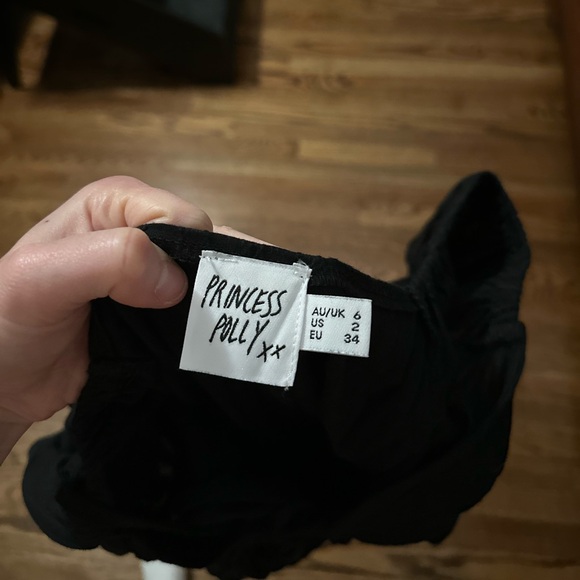 PRINCESS
POLLY xx
AU/UK 6
US 2
EU 34